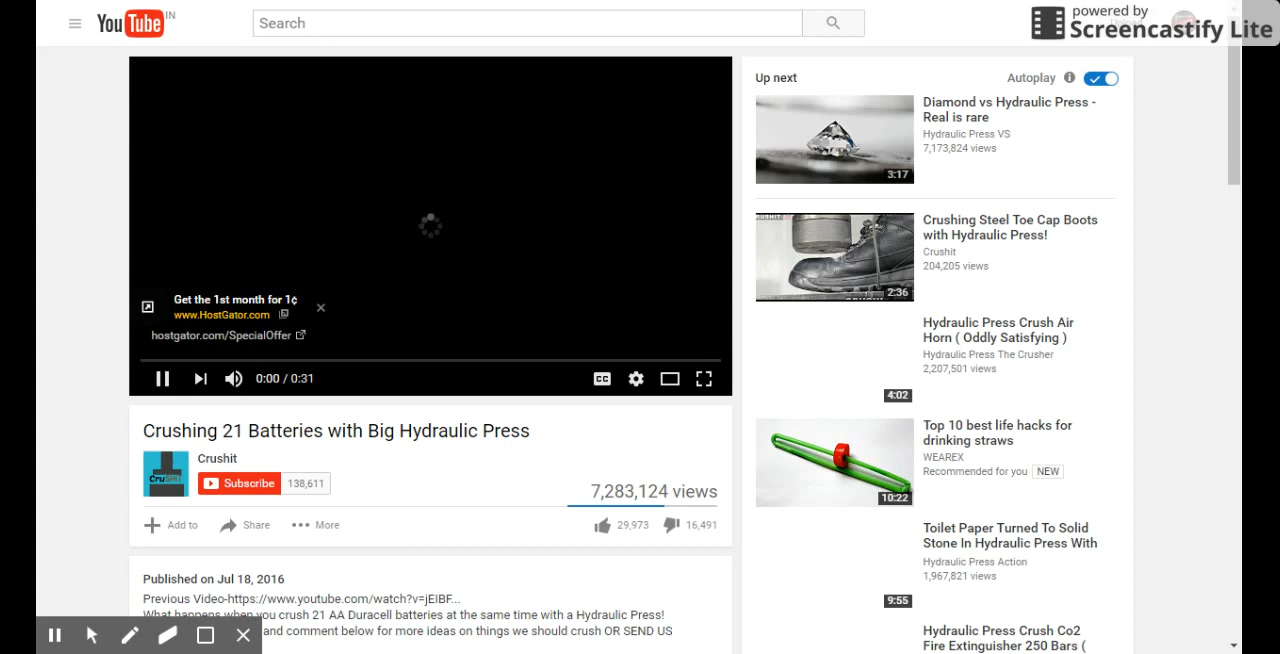 YouTube IN
Search
powered by
Screencastify Lite
Get the 1st month for 1¢
www.HostGator.com
hostgator.com/SpecialOffer
0:00 / 0:31
CC
Crushing 21 Batteries with Big Hydraulic Press
Crushit
Subscribe 138,611
7,283,124 views
Add to Share More
29,973 16,491
Published on Jul 18, 2016
Previous Video-https://www.youtube.com/watch?v=jEIBF...
What happens when you crush 21 AA Duracell batteries at the same time with a Hydraulic Press!
and comment below for more ideas on things we should crush OR SEND US
Up next Autoplay
Diamond vs Hydraulic Press -
Real is rare
Hydraulic Press VS
7,173,824 views
3:17
Crushing Steel Toe Cap Boots
with Hydraulic Press!
Crushit
204,205 views
2:36
Hydraulic Press Crush Air
Horn ( Oddly Satisfying )
Hydraulic Press The Crusher
2,207,501 views
4:02
Top 10 best life hacks for
drinking straws
WEAREX
Recommended for you NEW
10:22
Toilet Paper Turned To Solid
Stone In Hydraulic Press With
Hydraulic Press Action
1,967,821 views
9:55
Hydraulic Press Crush Co2
Fire Extinguisher 250 Bars (